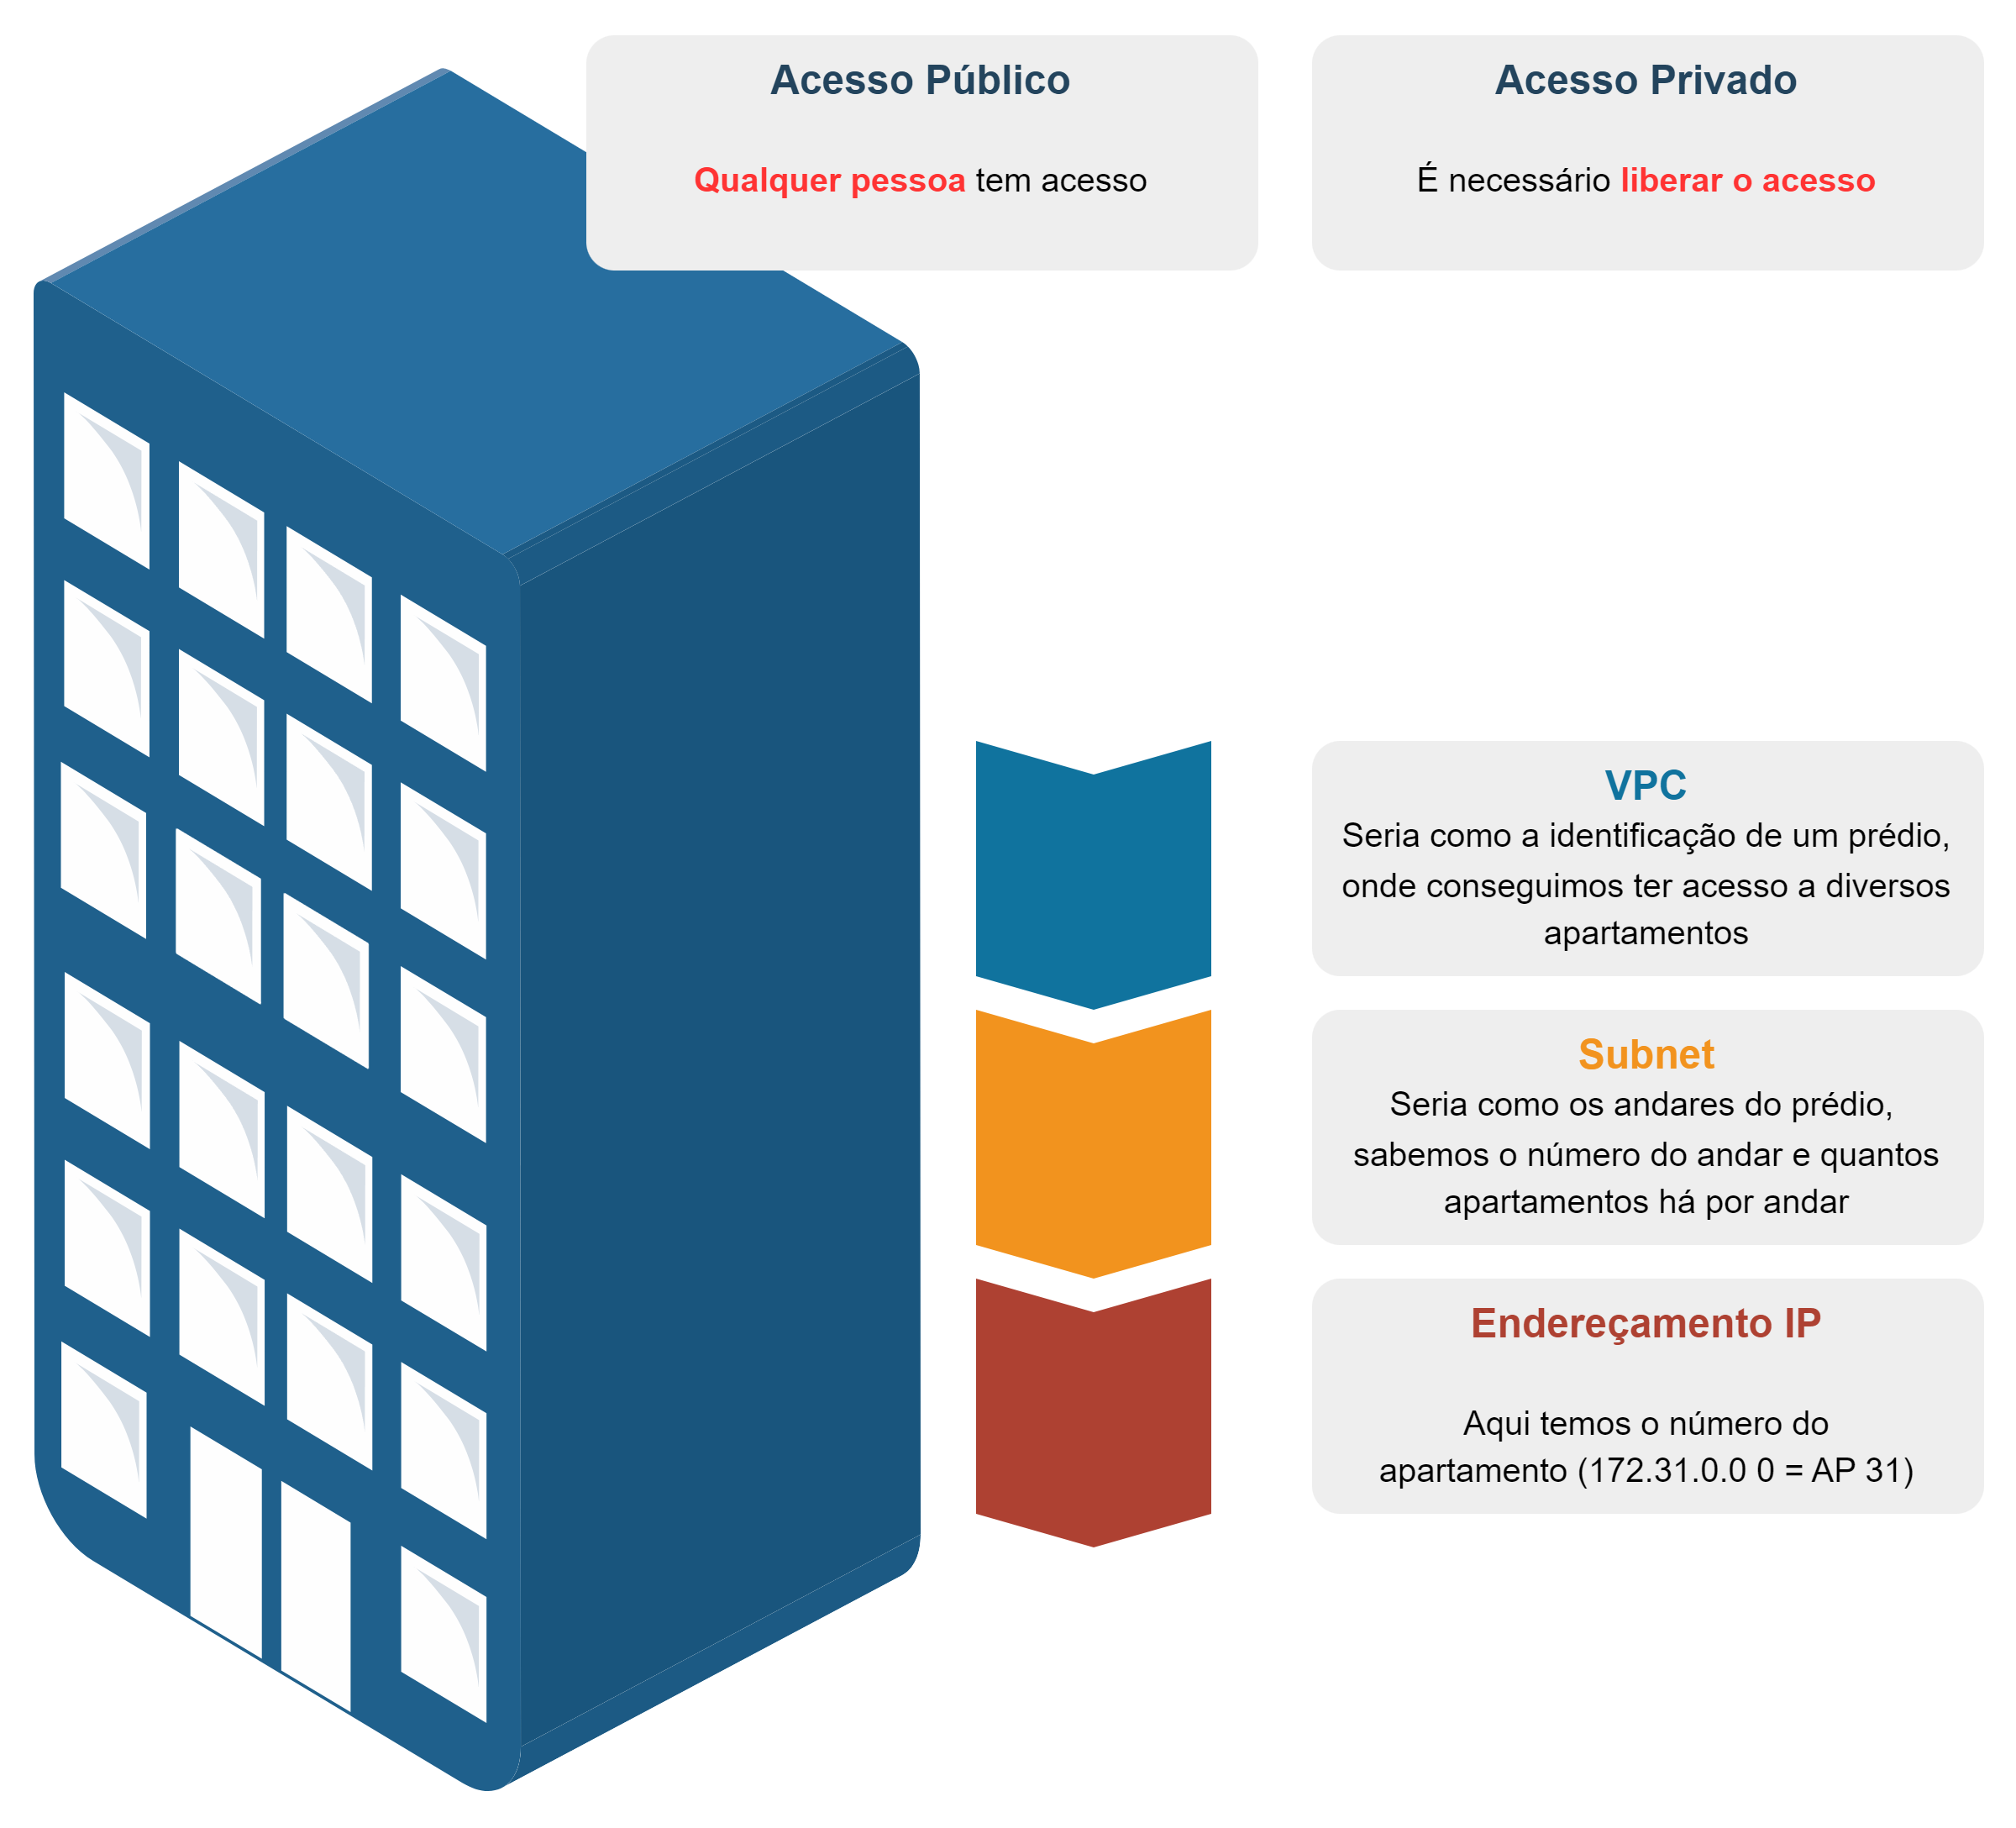 Acesso Público
Qualquer pessoa tem acesso
Acesso Privado
É necessário liberar o acesso
VPC
Seria como a identificação de um prédio,
onde conseguimos ter acesso a diversos
apartamentos
Subnet
Seria como os andares do prédio,
sabemos o número do andar e quantos
apartamentos há por andar
Endereçamento IP
Aqui temos o número do
apartamento (172.31.0.0 0 = AP 31)